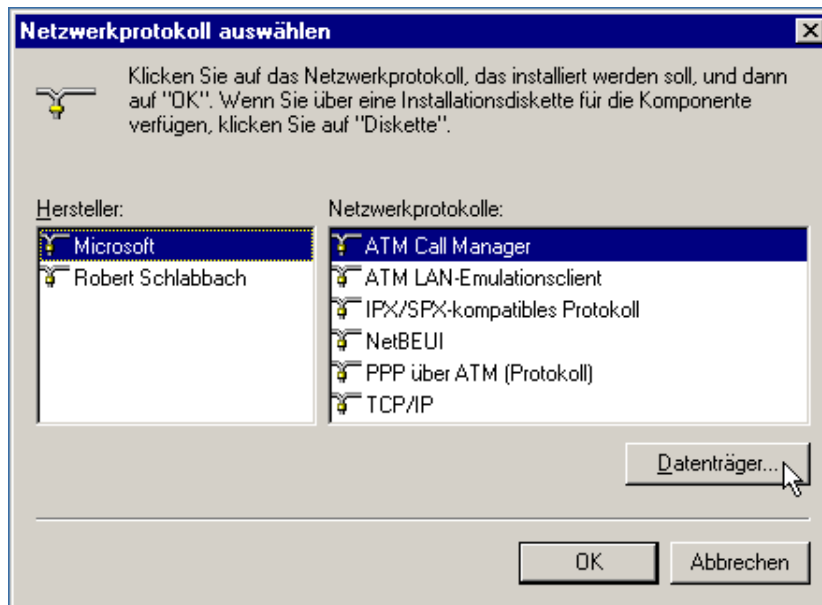 Netzwerkprotokoll auswählen
Klicken Sie auf das Netzwerkprotokoll, das installiert werden soll, und dann
auf "OK". Wenn Sie über eine Installationsdiskette für die Komponente
verfügen, klicken Sie auf "Diskette".
Hersteller:
Microsoft
Robert Schlabbach
Netzwerkprotokolle:
ATM Call Manager
ATM LAN-Emulationsclient
IPX/SPX-kompatibles Protokoll
NetBEUI
PPP über ATM (Protokoll)
TCP/IP
Datenträger...
OK
Abbrechen